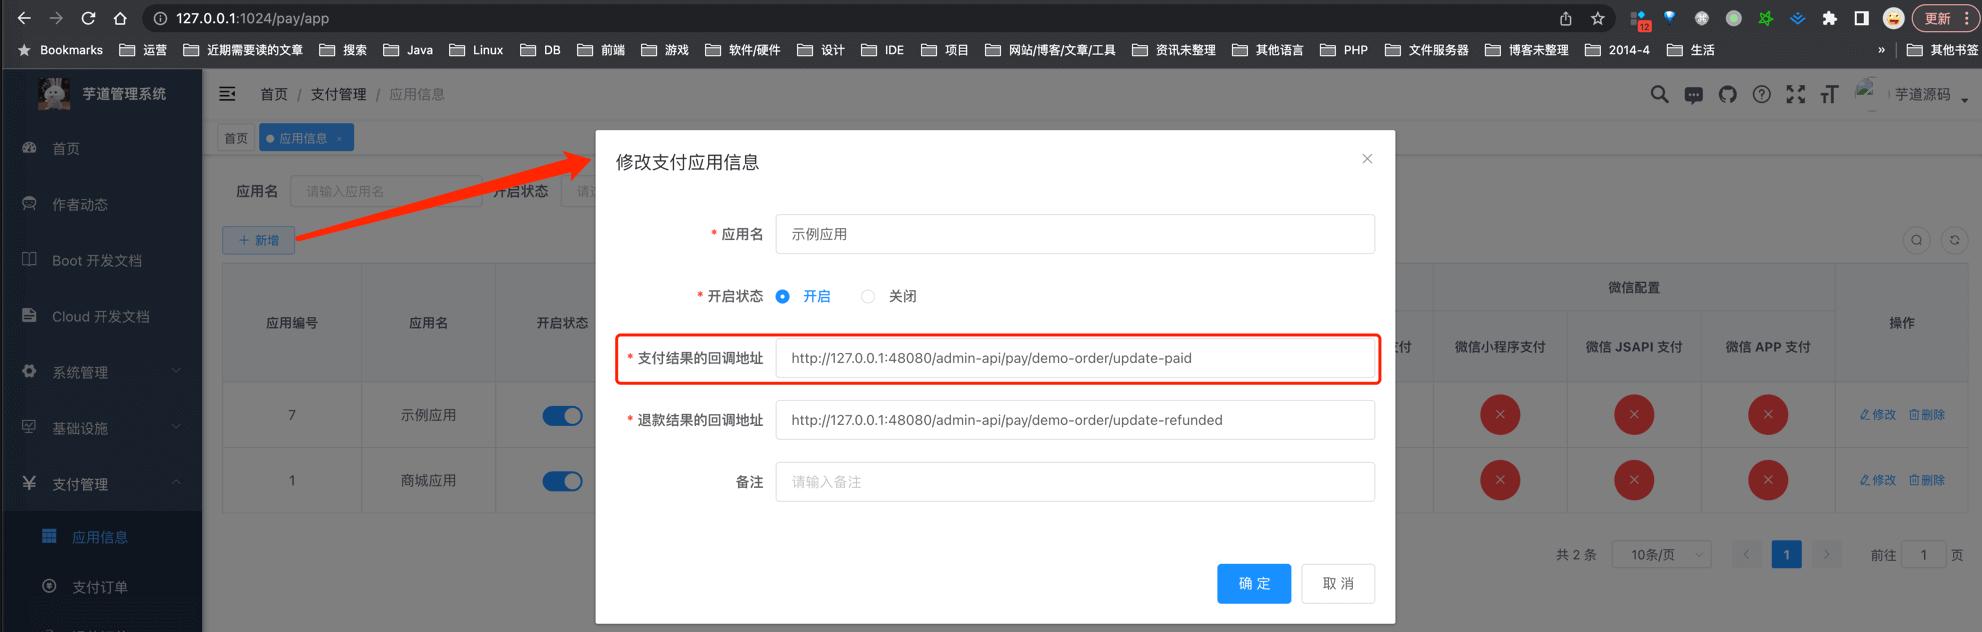 127.0.0.1:1024/pay/app
12
更新
Bookmarks 运营 近期需要读的文章 搜索 Java Linux DB 前端 游戏 软件/硬件 设计 IDE 项目 网站/博客/文章/工具 资讯未整理 其他语言 PHP 文件服务器 博客未整理 2014-4 生活 » 其他书签
芋道管理系统
首页 / 支付管理 / 应用信息
芋道源码
首页
应用信息 ×
首页
作者动态
Boot 开发文档
Cloud 开发文档
系统管理
基础设施
支付管理
应用信息
支付订单
应用名 请输入应用名 开启状态
+ 新增
应用编号 应用名 开启状态 微信配置 操作
微信小程序支付 微信 JSAPI 支付 微信 APP 支付
7 示例应用 修改 删除
1 商城应用 修改 删除
共 2 条 10条/页 < 1 > 前往 1 页
修改支付应用信息
* 应用名 示例应用
* 开启状态 开启 关闭
* 支付结果的回调地址 http://127.0.0.1:48080/admin-api/pay/demo-order/update-paid
* 退款结果的回调地址 http://127.0.0.1:48080/admin-api/pay/demo-order/update-refunded
备注 请输入备注
确 定 取 消